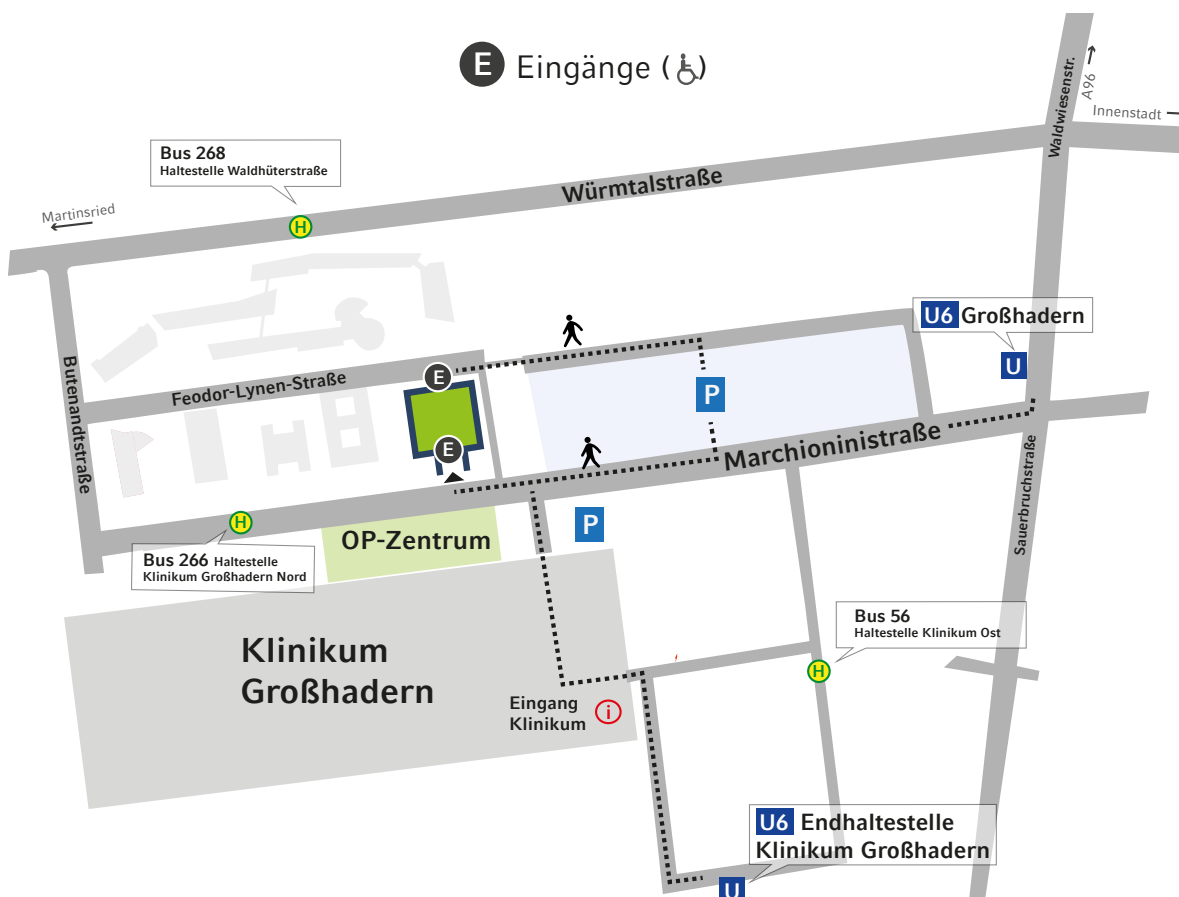 E Eingänge ( )
Waldwiesenstr.
A96
Innenstadt
Bus 268
Haltestelle Waldhüterstraße
Würmtalstraße
Martinsried
H
U6 Großhadern
U
Butenandtstraße
Feodor-Lynen-Straße
E
P
E
Marchioninistraße
Sauerbruchstraße
H
P
OP-Zentrum
Bus 266 Haltestelle
Klinikum Großhadern Nord
Bus 56
Haltestelle Klinikum Ost
H
Klinikum
Großhadern
Eingang
Klinikum
i
U6 Endhaltestelle
Klinikum Großhadern
U